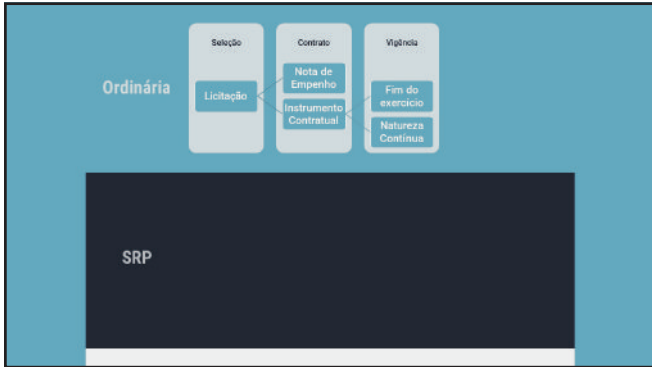 Seleção
Contrato
Vigência
Ordinária
Licitação
Nota de
Empenho
Instrumento
Contratual
Fim do
exercício
Natureza
Contínua
SRP